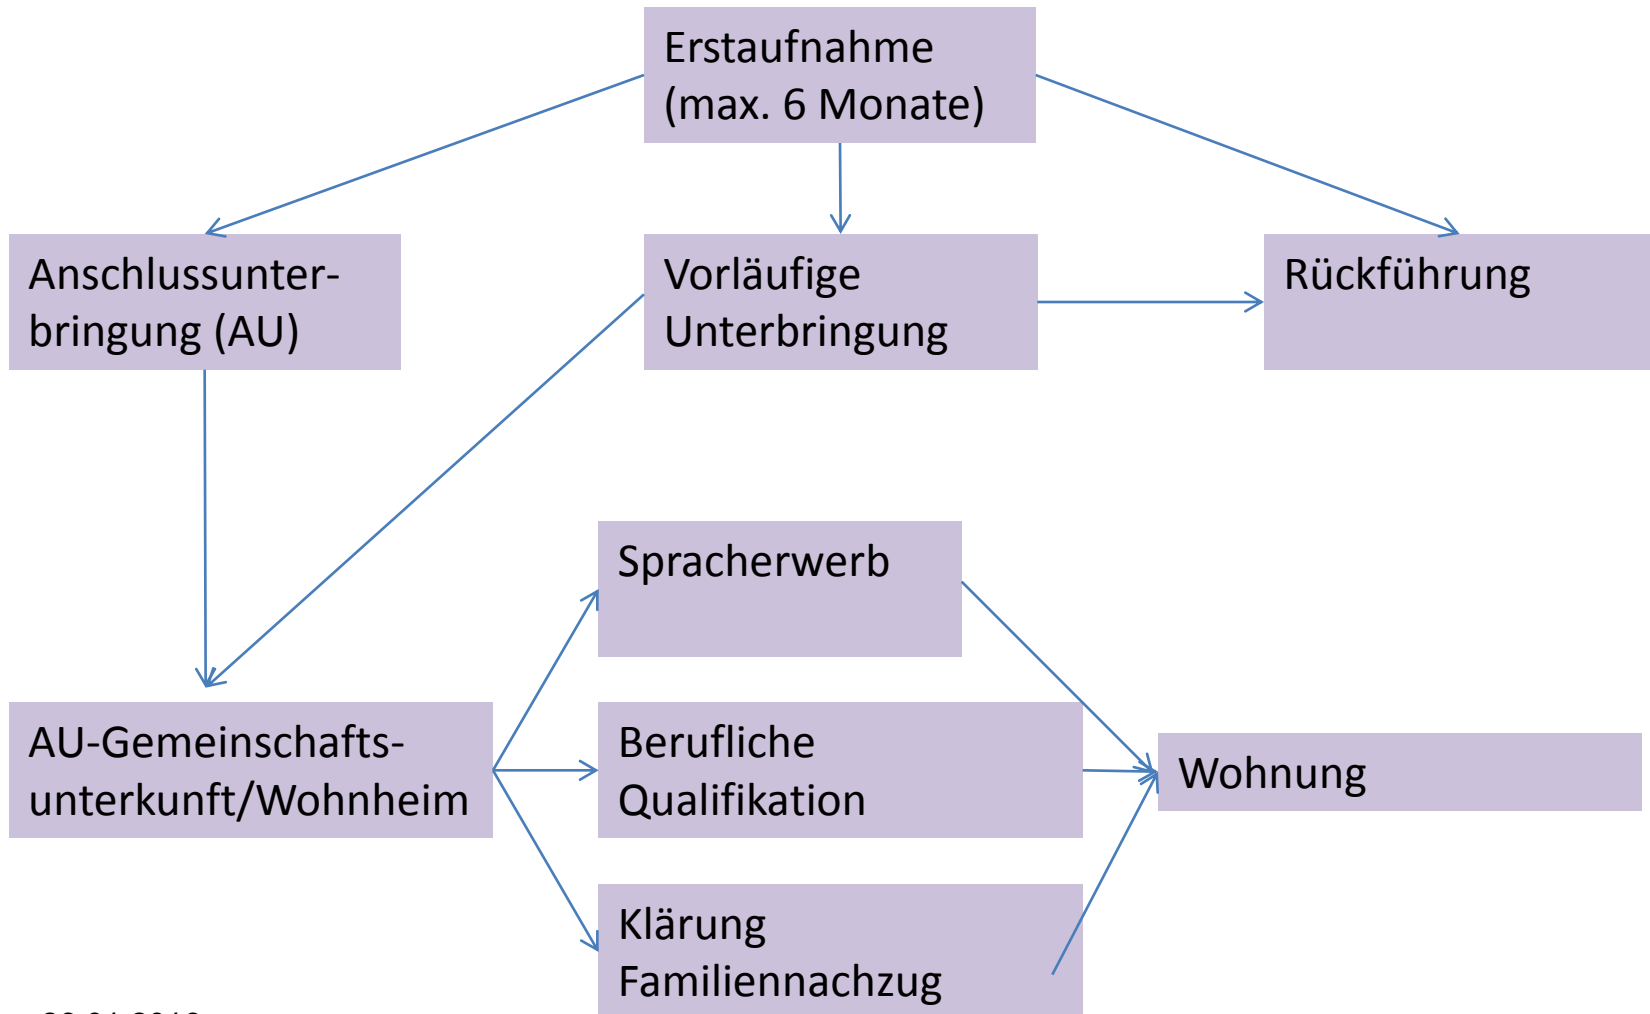 Erstaufnahme
(max. 6 Monate)
Anschlussunter-
bringung (AU)
Vorläufige
Unterbringung
Rückführung
Spracherwerb
AU-Gemeinschafts-
unterkunft/Wohnheim
Berufliche
Qualifikation
Wohnung
Klärung
Familiennachzug